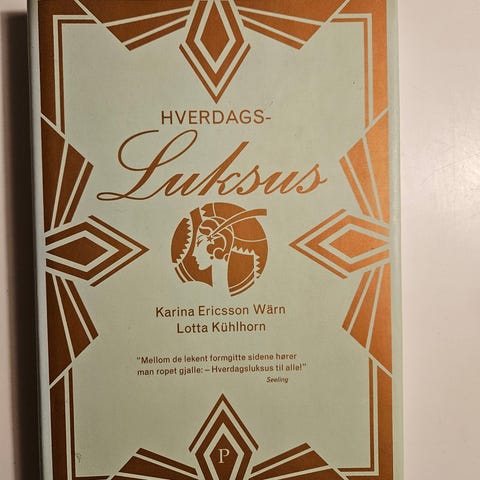 HVERDAGS-
Luksus
Karina Ericsson Wärn
Lotta Kühlhorn
"Mellom de lekent formgitte sidene hører
man ropet gjalle: – Hverdagsluksus til alle!"
Seeling
P